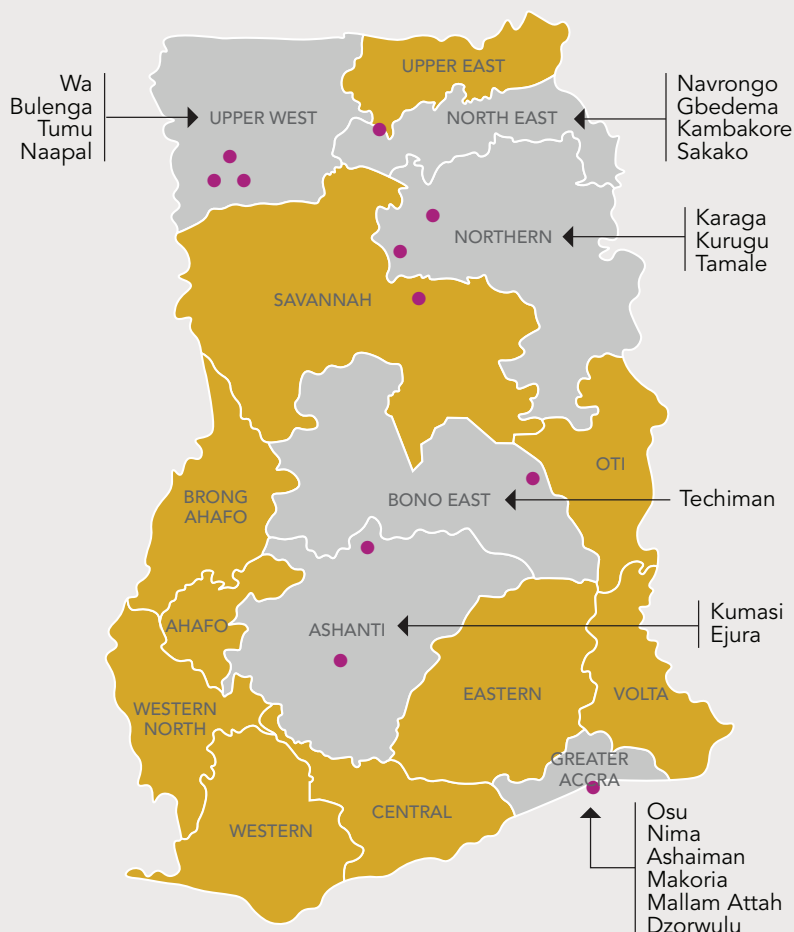 UPPER EAST
Wa
Bulenga
Tumu
Naapal
UPPER WEST
NORTH EAST
Navrongo
Gbedema
Kambakore
Sakako
NORTHERN
Karaga
Kurugu
Tamale
SAVANNAH
OTI
BRONG
AHAFO
BONO EAST
Techiman
AHAFO
ASHANTI
Kumasi
Ejura
WESTERN
NORTH
EASTERN
VOLTA
GREATER
ACCRA
CENTRAL
WESTERN
Osu
Nima
Ashaiman
Makoria
Mallam Attah
Dzorwulu